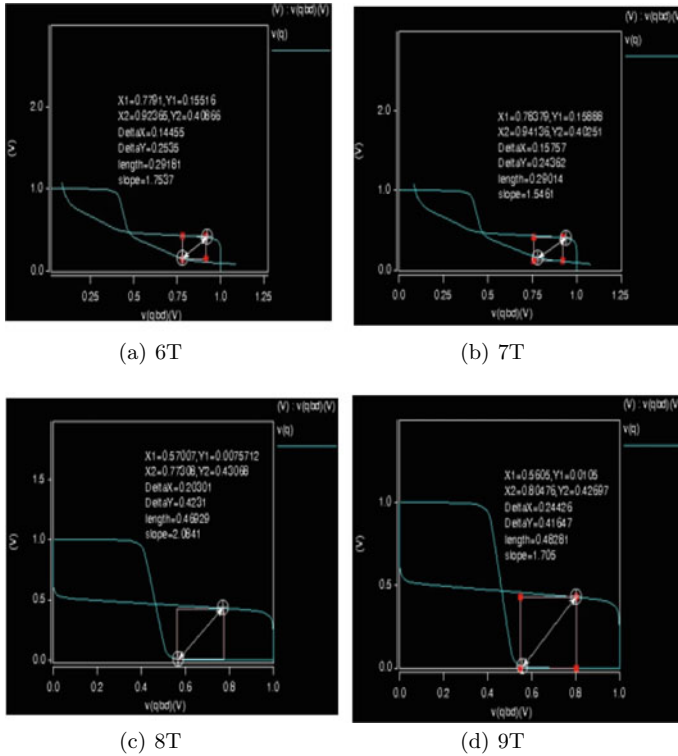 (V) : v(qbd)(V)
v(q)
X1=0.7791,Y1=0.15516
X2=0.92365,Y2=0.40866
DeltaX=0.14455
DeltaY=0.2535
length=0.29181
slope=1.7537
2.0
1.0
0.0
(V)
0.25 0.5 0.75 1.0 1.25
v(qbd)(V)
(a) 6T
(V) : v(qbd)(V)
v(q)
X1=0.78379,Y1=0.15888
X2=0.94136,Y2=0.40251
DeltaX=0.15757
DeltaY=0.24362
length=0.29014
slope=1.5461
2.0
1.0
0.0
(V)
0.0 0.25 0.5 0.75 1.0 1.25
v(qbd)(V)
(b) 7T
(V) : v(qbd)(V)
v(q)
X1=0.57007,Y1=0.0075712
X2=0.77308,Y2=0.43068
DeltaX=0.20301
DeltaY=0.4231
length=0.46929
slope=2.0841
1.5
1.0
0.5
0.0
(V)
0.0 0.2 0.4 0.6 0.8 1.0
v(qbd)(V)
(c) 8T
(V) : v(qbd)(V)
v(q)
X1=0.5605,Y1=0.0105
X2=0.80476,Y2=0.42697
DeltaX=0.24426
DeltaY=0.41647
length=0.48281
slope=1.705
1.0
0.5
0.0
(V)
0.0 0.2 0.4 0.6 0.8 1.0
v(qbd)(V)
(d) 9T